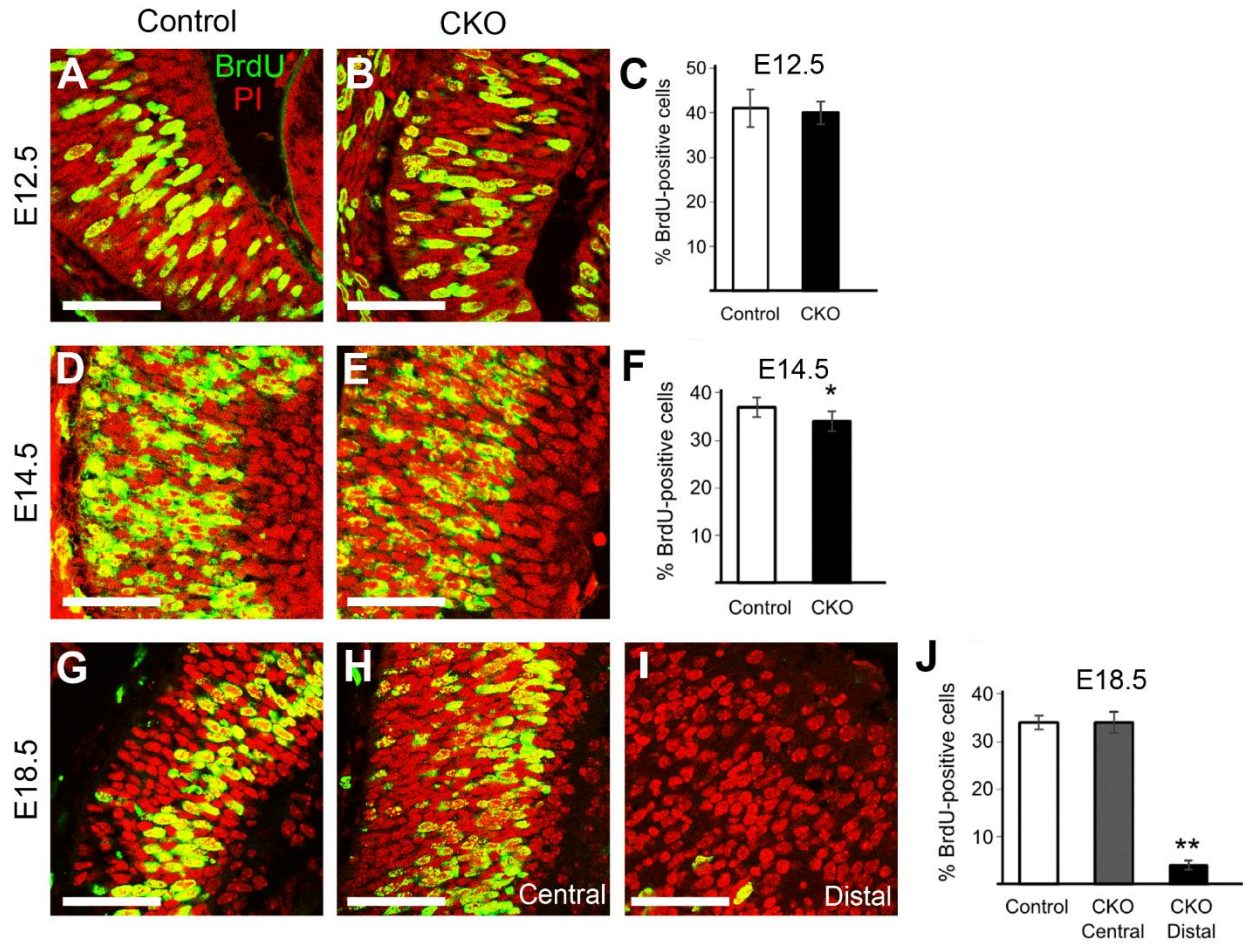 Control
CKO
E12.5
A
BrdU
PI
B
C
E12.5
% BrdU-positive cells
50
40
30
20
10
Control CKO
E14.5
D
E
F
E14.5
*
% BrdU-positive cells
40
30
20
10
Control CKO
E18.5
G
H
Central
I
Distal
J
E18.5
**
% BrdU-positive cells
40
30
20
10
Control CKO CKO
Central Distal